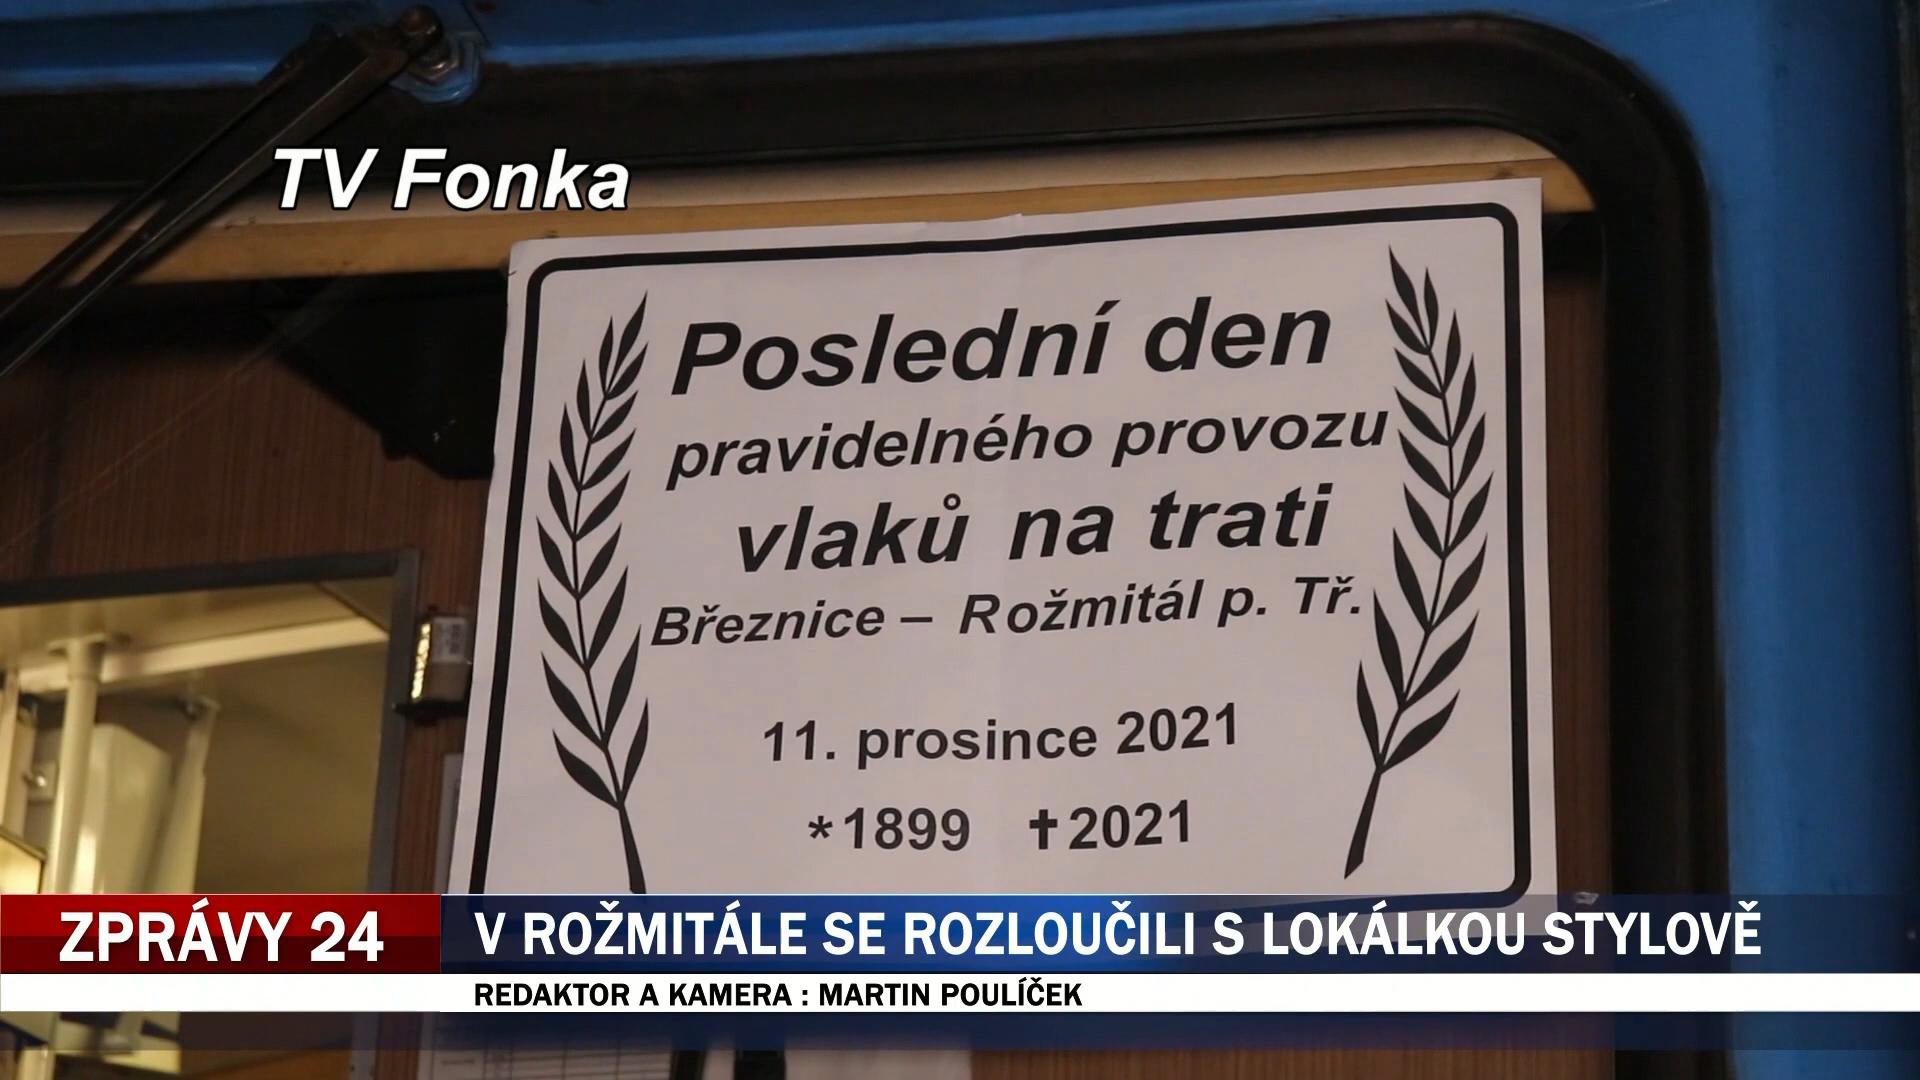 TV Fonka
Poslední den
pravidelného provozu
vlaků na trati
Březnice – Rožmitál p. Tř.
11. prosince 2021
*1899 ✝2021
ZPRÁVY 24
V ROŽMITÁLE SE ROZLOUČILI S LOKÁLKOU STYLOVĚ
REDAKTOR A KAMERA : MARTIN POULÍČEK